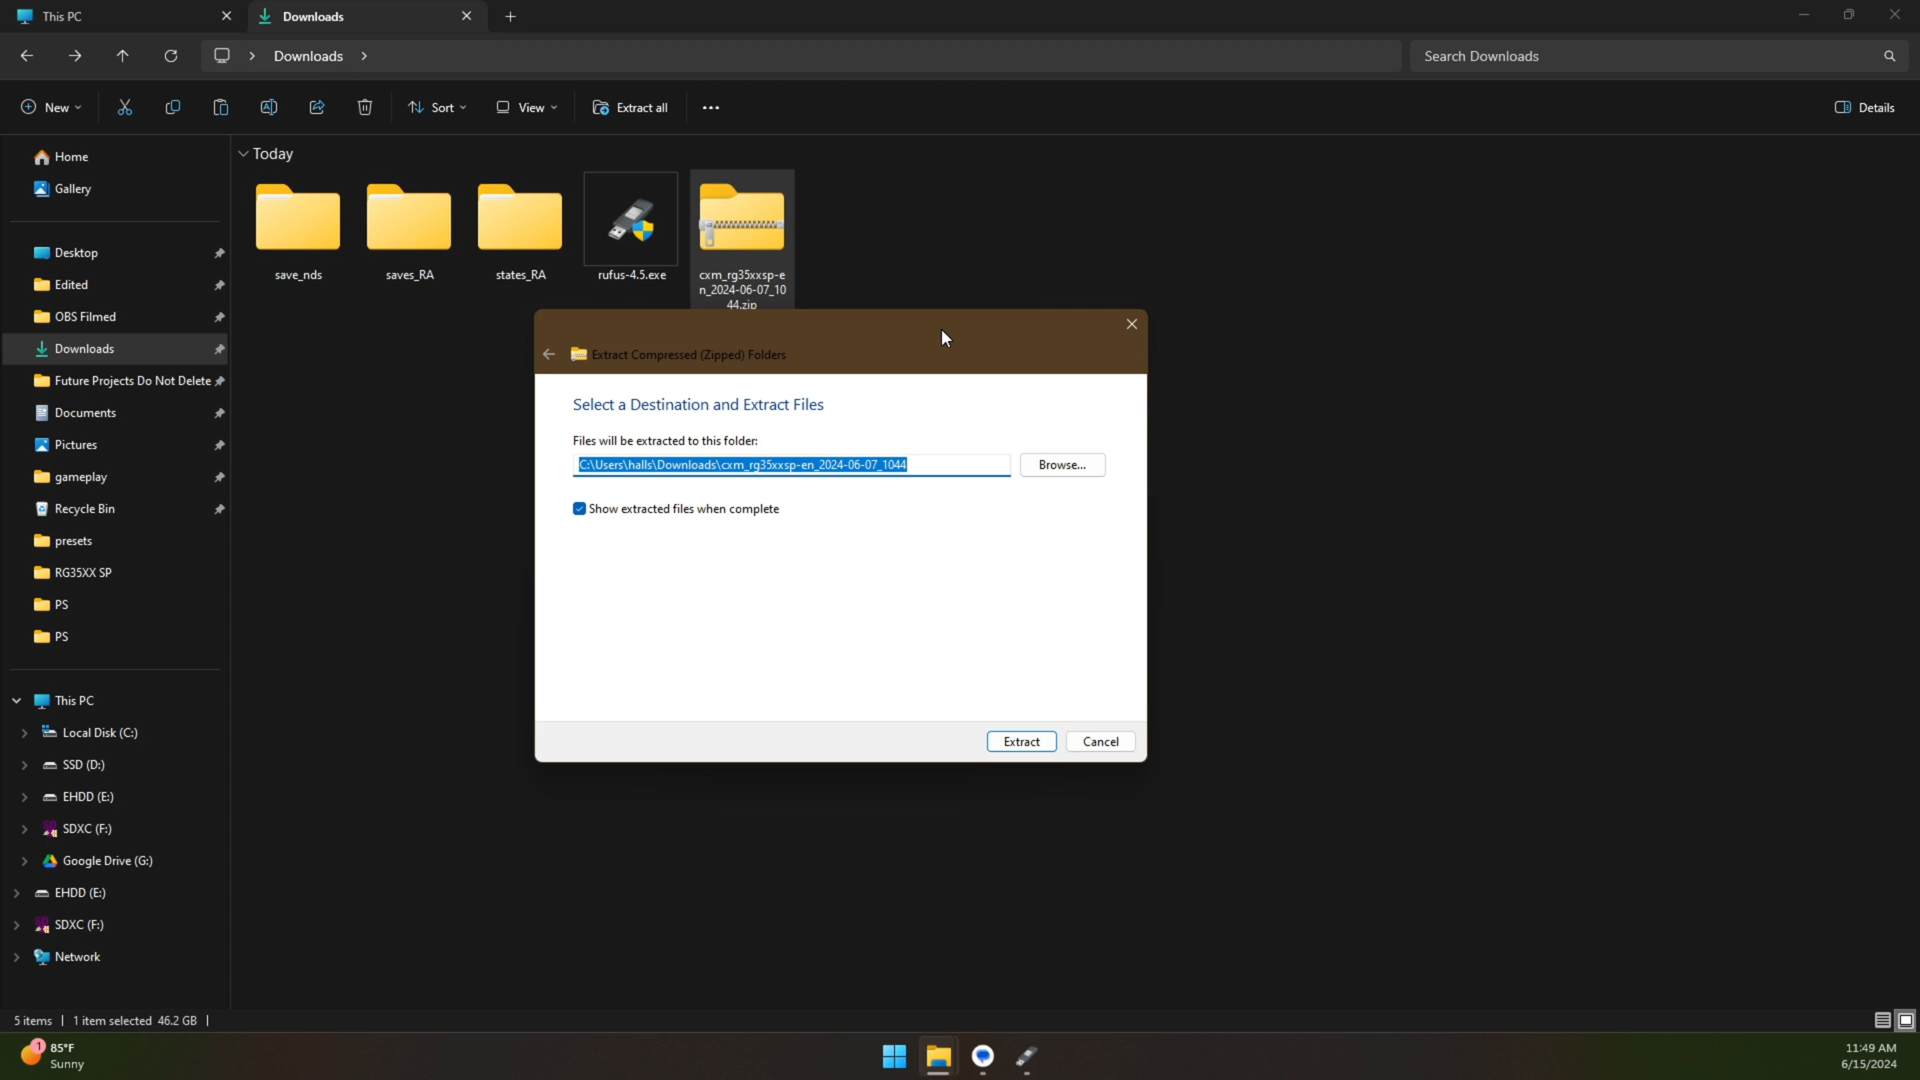 This PC
Downloads
Downloads
Search Downloads
New
Sort
View
Extract all
Details
Home
Gallery
Desktop
Edited
OBS Filmed
Downloads
Future Projects Do Not Delete
Documents
Pictures
gameplay
Recycle Bin
presets
RG35XX SP
PS
PS
This PC
Local Disk (C:)
SSD (D:)
EHDD (E:)
SDXC (F:)
Google Drive (G:)
EHDD (E:)
SDXC (F:)
Network
Today
save_nds
saves_RA
states_RA
rufus-4.5.exe
cxm_rg35xxsp-e
n_2024-06-07_10
44.zip
Extract Compressed (Zipped) Folders
Select a Destination and Extract Files
Files will be extracted to this folder:
C:\Users\halls\Downloads\cxm_rg35xxsp-en_2024-06-07_1044
Browse...
Show extracted files when complete
Extract
Cancel
5 items
1 item selected 46.2 GB
1
85°F
Sunny
11:49 AM
6/15/2024